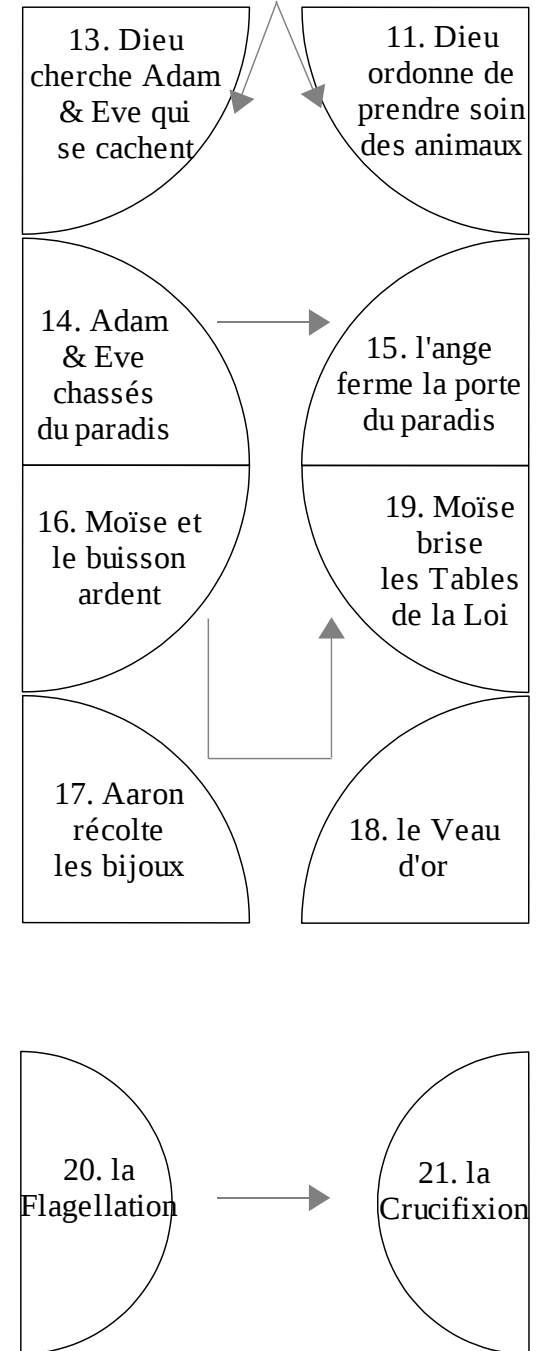 13. Dieu
cherche Adam
& Eve qui
se cachent
11. Dieu
ordonne de
prendre soin
des animaux
14. Adam
& Eve
chassés
du paradis
15. l'ange
ferme la porte
du paradis
16. Moïse et
le buisson
ardent
19. Moïse
brise
les Tables
de la Loi
17. Aaron
récolte
les bijoux
18. le Veau
d'or
20. la
Flagellation
21. la
Crucifixion